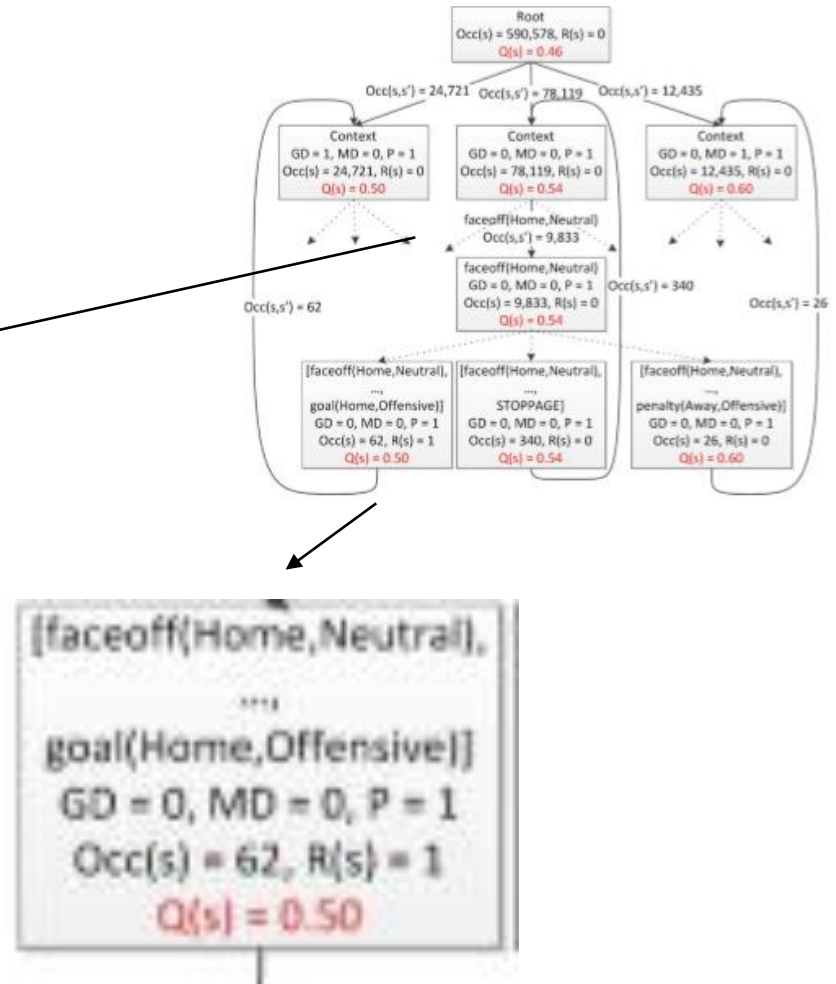 Root
Occ(s) = 590,578, R(s) = 0
Q(s) = 0.46
Occ(s,s') = 24,721
Occ(s,s') = 78,119
Occ(s,s') = 12,435
Context
GD = 1, MD = 0, P = 1
Occ(s) = 24,721, R(s) = 0
Q(s) = 0.50
Context
GD = 0, MD = 0, P = 1
Occ(s) = 78,119, R(s) = 0
Q(s) = 0.54
Context
GD = 0, MD = 1, P = 1
Occ(s) = 12,435, R(s) = 0
Q(s) = 0.60
faceoff(Home,Neutral)
Occ(s,s') = 9,833
faceoff(Home,Neutral)
GD = 0, MD = 0, P = 1
Occ(s) = 9,833, R(s) = 0
Q(s) = 0.54
Occ(s,s') = 62
Occ(s,s') = 340
Occ(s,s') = 26
[faceoff(Home,Neutral),
...,
goal(Home,Offensive)]
GD = 0, MD = 0, P = 1
Occ(s) = 62, R(s) = 1
Q(s) = 0.50
[faceoff(Home,Neutral),
...,
STOPPAGE]
GD = 0, MD = 0, P = 1
Occ(s) = 340, R(s) = 0
Q(s) = 0.54
[faceoff(Home,Neutral),
...,
penalty(Away,Offensive)]
GD = 0, MD = 0, P = 1
Occ(s) = 26, R(s) = 0
Q(s) = 0.60
[faceoff(Home,Neutral),
...,
goal(Home,Offensive)]
GD = 0, MD = 0, P = 1
Occ(s) = 62, R(s) = 1
Q(s) = 0.50